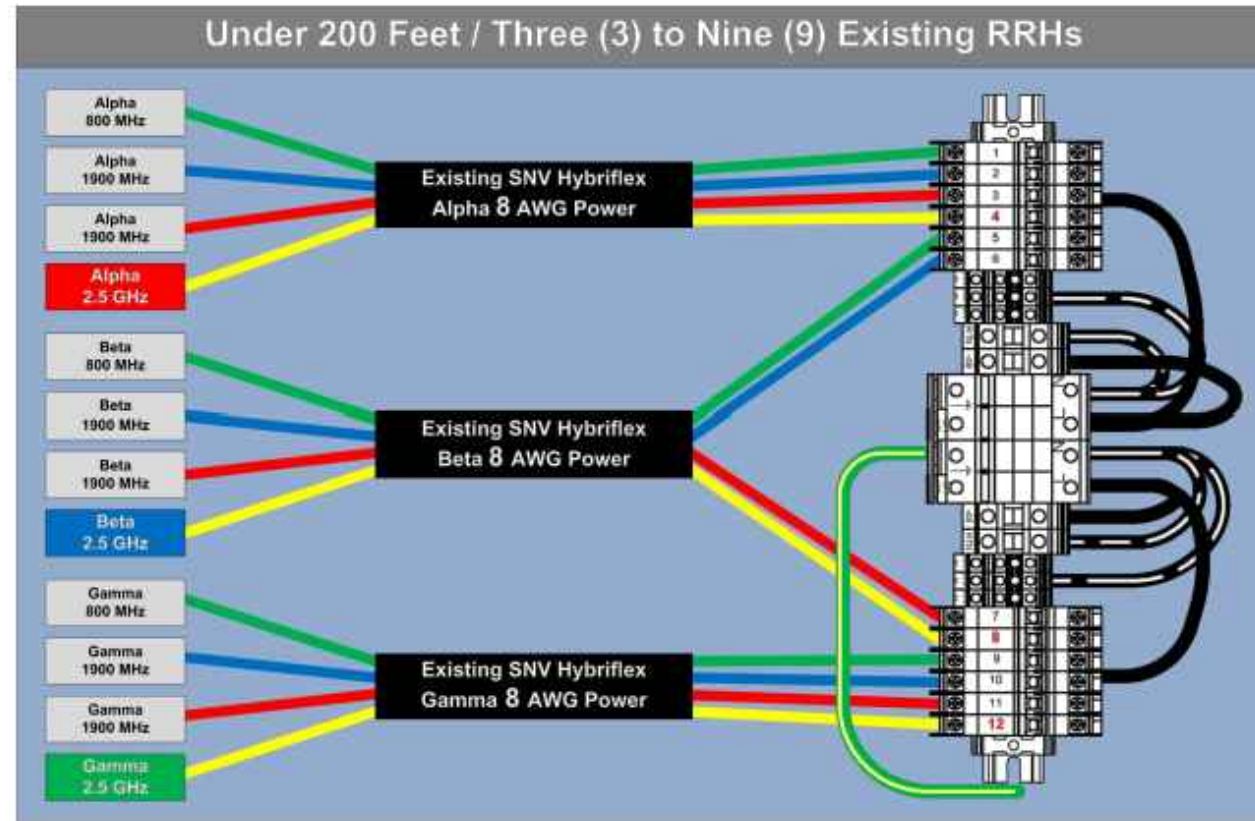 Under 200 Feet / Three (3) to Nine (9) Existing RRHs
Alpha
800 MHz
Alpha
1900 MHz
Alpha
1900 MHz
Alpha
2.5 GHz
Existing SNV Hybriflex
Alpha 8 AWG Power
Beta
800 MHz
Beta
1900 MHz
Beta
1900 MHz
Beta
2.5 GHz
Existing SNV Hybriflex
Beta 8 AWG Power
Gamma
800 MHz
Gamma
1900 MHz
Gamma
1900 MHz
Gamma
2.5 GHz
Existing SNV Hybriflex
Gamma 8 AWG Power
1
2
3
4
5
6
7
8
9
10
11
12